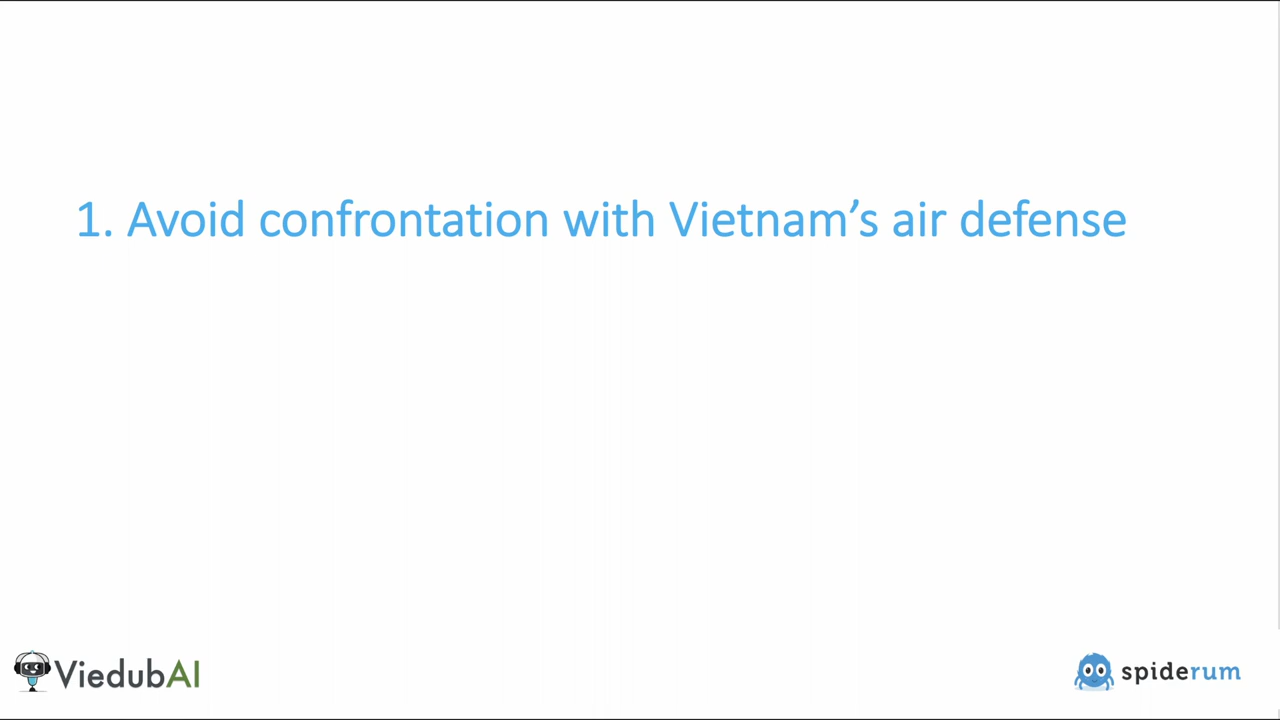 1. Avoid confrontation with Vietnam’s air defense
ViedubAI
spiderum